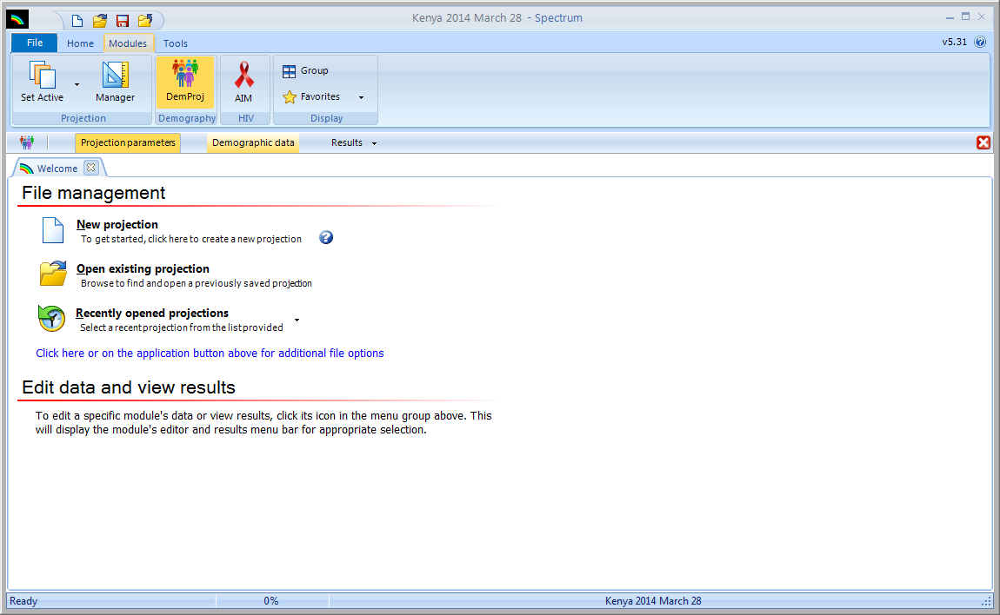 Kenya 2014 March 28 - Spectrum
File Home Modules Tools
v5.31
Set Active
Manager
DemProj
AIM
Group
Favorites
Projection
Demography
HIV
Display
Projection parameters
Demographic data
Results
Welcome
File management
New projection
To get started, click here to create a new projection
Open existing projection
Browse to find and open a previously saved projection
Recently opened projections
Select a recent projection from the list provided
Click here or on the application button above for additional file options
Edit data and view results
To edit a specific module's data or view results, click its icon in the menu group above. This
will display the module's editor and results menu bar for appropriate selection.
Ready
0%
Kenya 2014 March 28